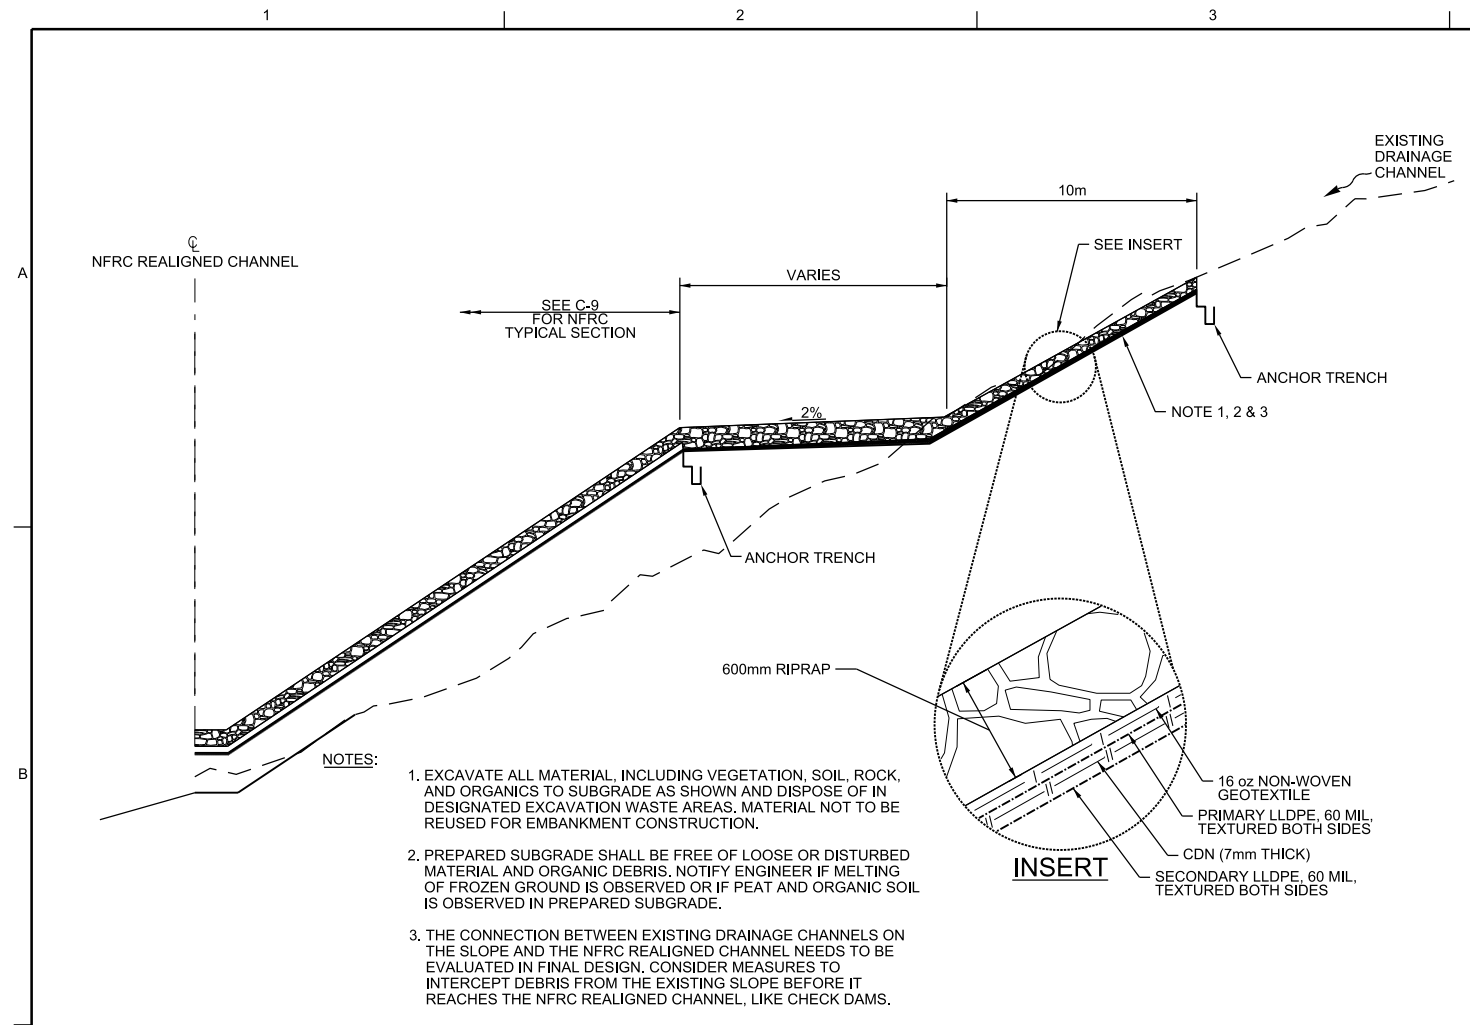 1
2
3
A
B
EXISTING
DRAINAGE
CHANNEL
10m
℄
NFRC REALIGNED CHANNEL
SEE INSERT
VARIES
SEE C-9
FOR NFRC
TYPICAL SECTION
ANCHOR TRENCH
2%
NOTE 1, 2 & 3
ANCHOR TRENCH
600mm RIPRAP
16 oz NON-WOVEN
GEOTEXTILE
PRIMARY LLDPE, 60 MIL,
TEXTURED BOTH SIDES
CDN (7mm THICK)
SECONDARY LLDPE, 60 MIL,
TEXTURED BOTH SIDES
INSERT
NOTES:
1. EXCAVATE ALL MATERIAL, INCLUDING VEGETATION, SOIL, ROCK,
AND ORGANICS TO SUBGRADE AS SHOWN AND DISPOSE OF IN
DESIGNATED EXCAVATION WASTE AREAS. MATERIAL NOT TO BE
REUSED FOR EMBANKMENT CONSTRUCTION.
2. PREPARED SUBGRADE SHALL BE FREE OF LOOSE OR DISTURBED
MATERIAL AND ORGANIC DEBRIS. NOTIFY ENGINEER IF MELTING
OF FROZEN GROUND IS OBSERVED OR IF PEAT AND ORGANIC SOIL
IS OBSERVED IN PREPARED SUBGRADE.
3. THE CONNECTION BETWEEN EXISTING DRAINAGE CHANNELS ON
THE SLOPE AND THE NFRC REALIGNED CHANNEL NEEDS TO BE
EVALUATED IN FINAL DESIGN. CONSIDER MEASURES TO
INTERCEPT DEBRIS FROM THE EXISTING SLOPE BEFORE IT
REACHES THE NFRC REALIGNED CHANNEL, LIKE CHECK DAMS.